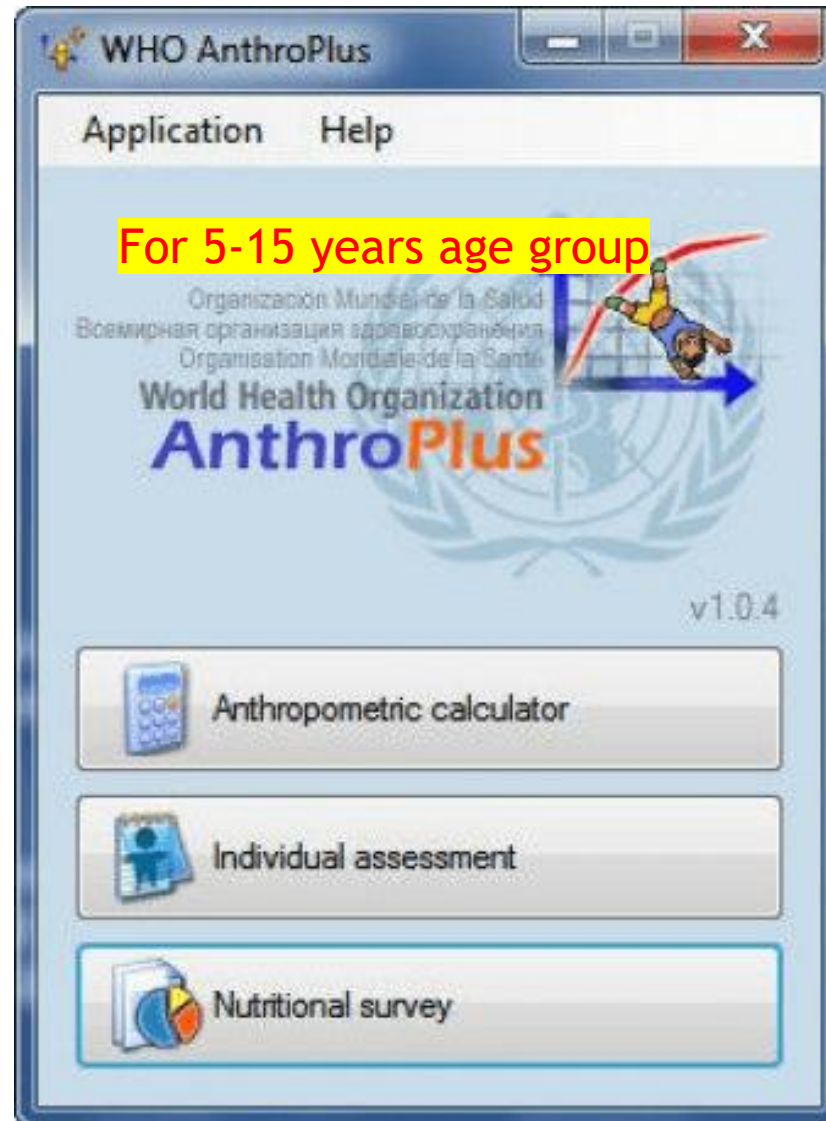 WHO AnthroPlus
Application Help
For 5-15 years age group
Organización Mundial de la Salud
Всемирная организация здравоохранения
Organisation Mondiale de la Santé
World Health Organization
AnthroPlus
v1.0.4
Anthropometric calculator
Individual assessment
Nutritional survey